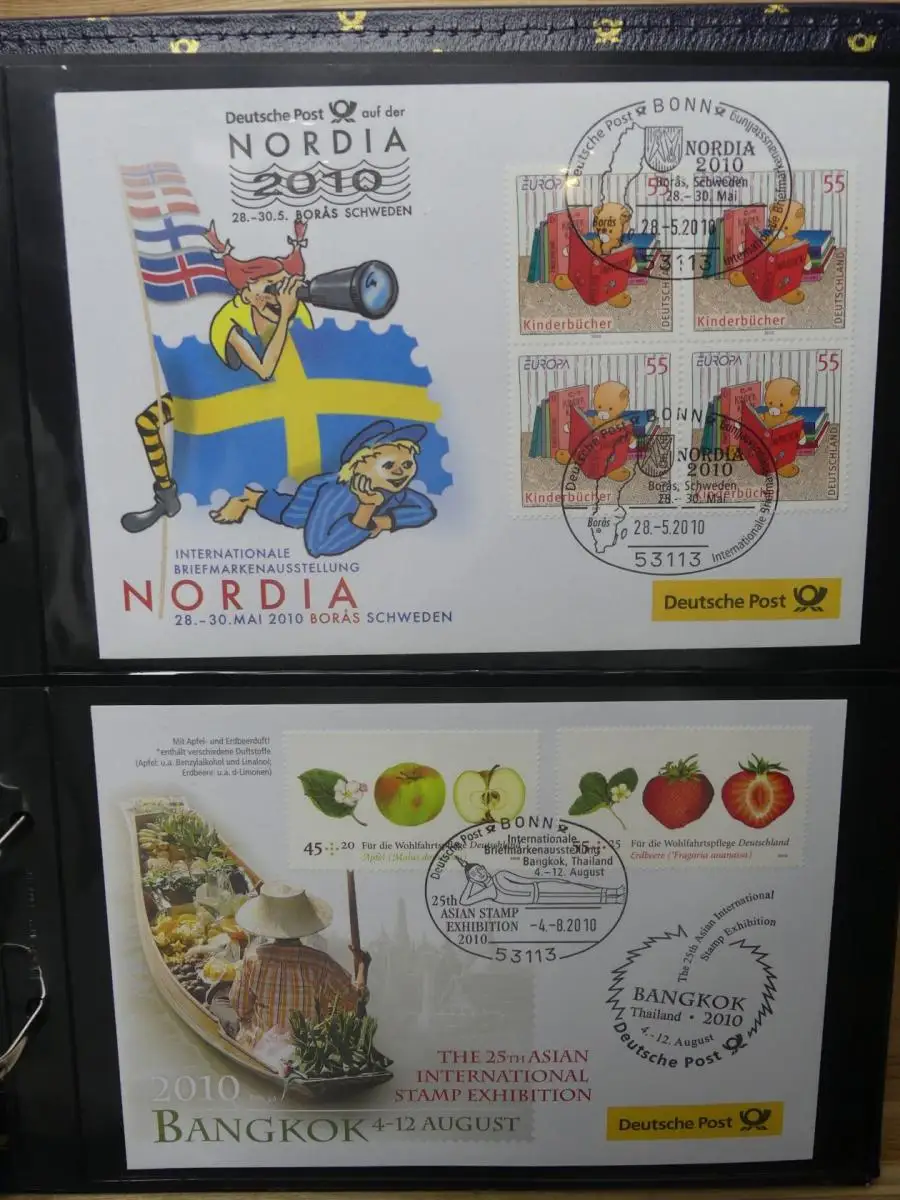 Deutsche Post auf der
NORDIA
2010
28.-30.5. BORÅS SCHWEDEN
INTERNATIONALE
BRIEFMARKENAUSSTELLUNG
NORDIA
28.–30. MAI 2010 BORÅS SCHWEDEN
Deutsche Post BONN Internationale Briefmarkenausstellung
NORDIA
2010
Borås, Schweden
28.– 30. Mai
Borås
28.-5.2010
53113
EUROPA 55
Kinderbücher
DEUTSCHLAND
EUROPA 55
Kinderbücher
DEUTSCHLAND
EUROPA 55
Kinderbücher
EUROPA 55
Kinderbücher
DEUTSCHLAND
Deutsche Post BONN Internationale Briefmarkenausstellung
NORDIA
2010
Borås, Schweden
28.– 30. Mai
Borås
28.-5.2010
53113
Deutsche Post
Mit Apfel- und Erdbeerduft!
*enthält verschiedene Duftstoffe
(Apfel: u.a. Benzylalkohol und Linalool;
Erdbeere: u.a. d-Limonen)
45+20 Für die Wohlfahrtspflege Deutschland
55+25 Für die Wohlfahrtspflege Deutschland
Erdbeere (Fragaria ananassa)
Deutsche Post BONN
Internationale
Briefmarkenausstellung
Bangkok, Thailand
4.–12. August
25th
ASIAN STAMP
EXHIBITION
2010
-4.-8.2010
53113
The 25th Asian International
Stamp Exhibition
BANGKOK
Thailand · 2010
4.-12. August
Deutsche Post
THE 25TH ASIAN
INTERNATIONAL
STAMP EXHIBITION
2010
BANGKOK 4-12 AUGUST
Deutsche Post